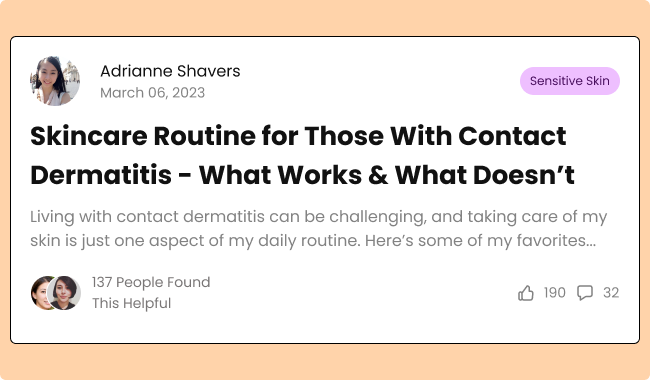 Adrianne Shavers
March 06, 2023
Sensitive Skin
Skincare Routine for Those With Contact
Dermatitis - What Works & What Doesn’t
Living with contact dermatitis can be challenging, and taking care of my
skin is just one aspect of my daily routine. Here’s some of my favorites...
137 People Found
This Helpful
190
32